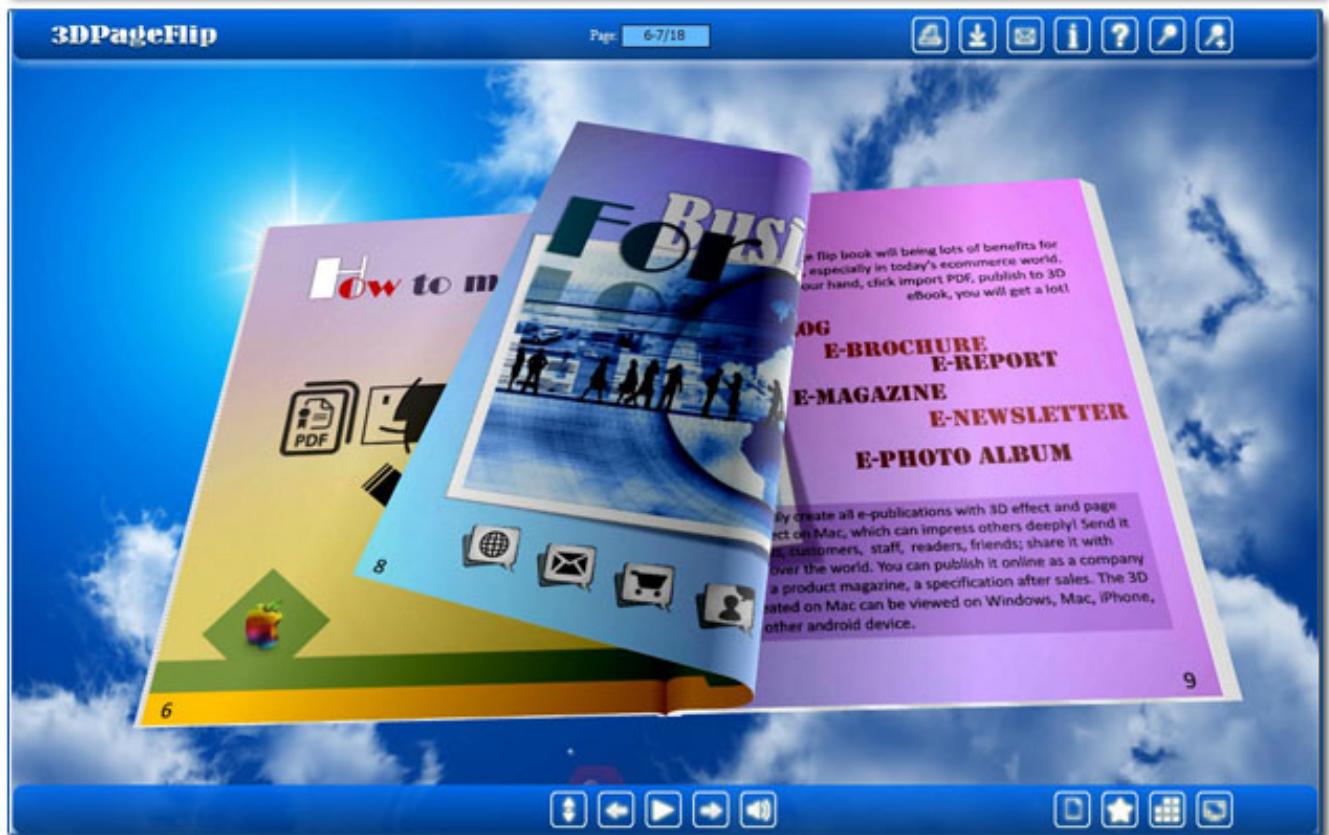 3DPageFlip
Page: 6-7/18
How to m
PDF
6
Busi
For
8
e flip book will being lots of benefits for
especially in today's ecommerce world.
our hand, click import PDF, publish to 3D
eBook, you will get a lot!
OG
E-BROCHURE
E-REPORT
E-MAGAZINE
E-NEWSLETTER
E-PHOTO ALBUM
ily create all e-publications with 3D effect and page
ect on Mac, which can impress others deeply! Send it
customers, staff, readers, friends; share it with
over the world. You can publish it online as a company
a product magazine, a specification after sales. The 3D
eated on Mac can be viewed on Windows, Mac, iPhone,
other android device.
9